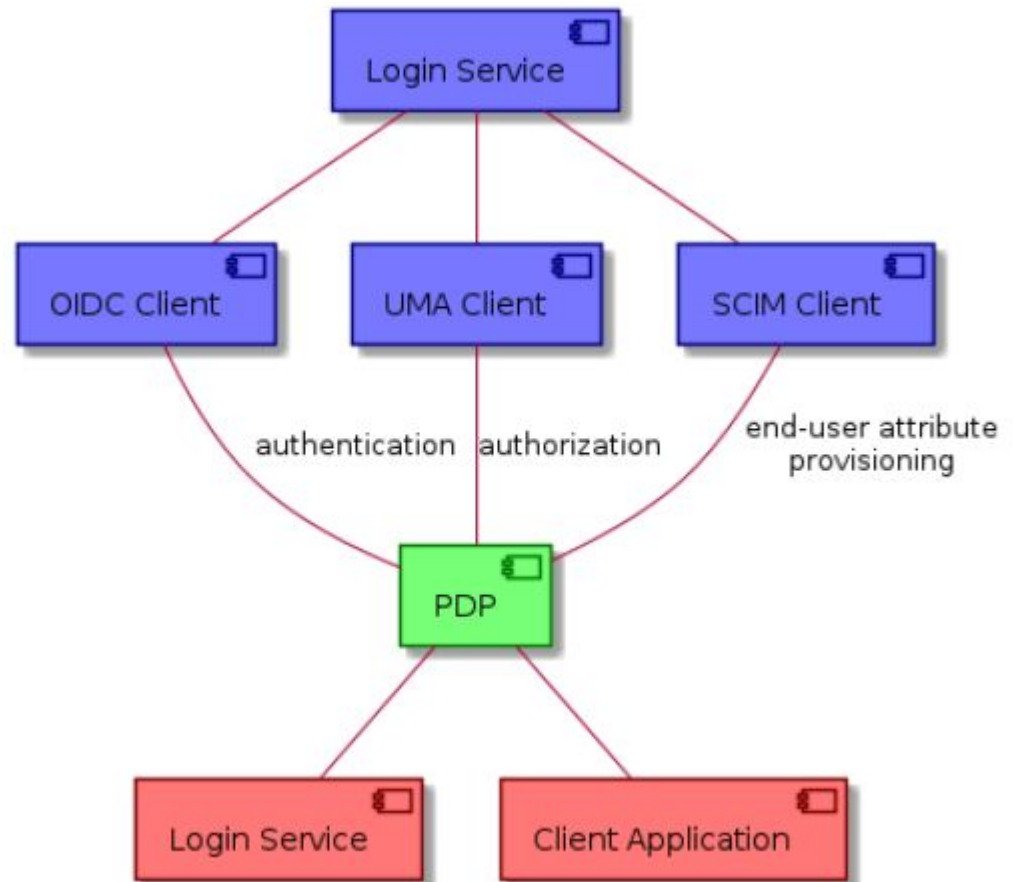 Login Service
OIDC Client
UMA Client
SCIM Client
authentication
authorization
end-user attribute
provisioning
PDP
Login Service
Client Application